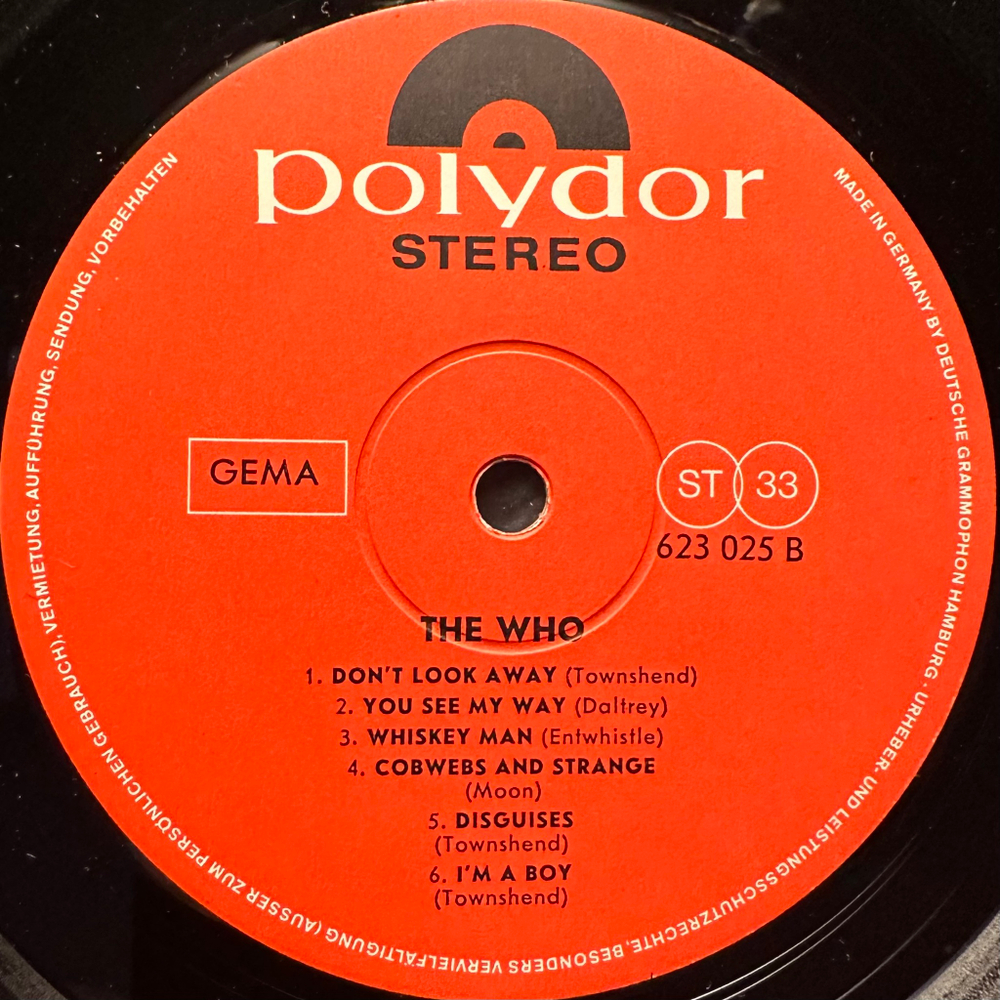 polydor
STEREO
GEMA
ST 33
623 025 B
THE WHO
1. DON'T LOOK AWAY (Townshend)
2. YOU SEE MY WAY (Daltrey)
3. WHISKEY MAN (Entwhistle)
4. COBWEBS AND STRANGE
(Moon)
5. DISGUISES
(Townshend)
6. I'M A BOY
(Townshend)
MADE IN GERMANY BY DEUTSCHE GRAMMOPHON HAMBURG · URHEBER- UND LEISTUNGSSCHUTZRECHTE, BESONDERS VERVIELFÄLTIGUNG (AUSSER ZUM PERSÖNLICHEN GEBRAUCH), VERMIETUNG, AUFFÜHRUNG, SENDUNG, VORBEHALTEN